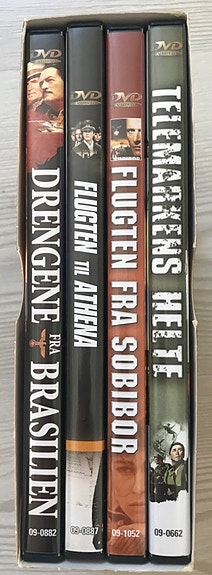 DVD
DRENGENE FRA BRASILIEN
09-0882
DVD
FLUGTEN TIL ATHENA
09-0887
DVD
FLUGTEN FRA SOBIBOR
09-1052
DVD
TELEMARKENS HELTE
09-0662